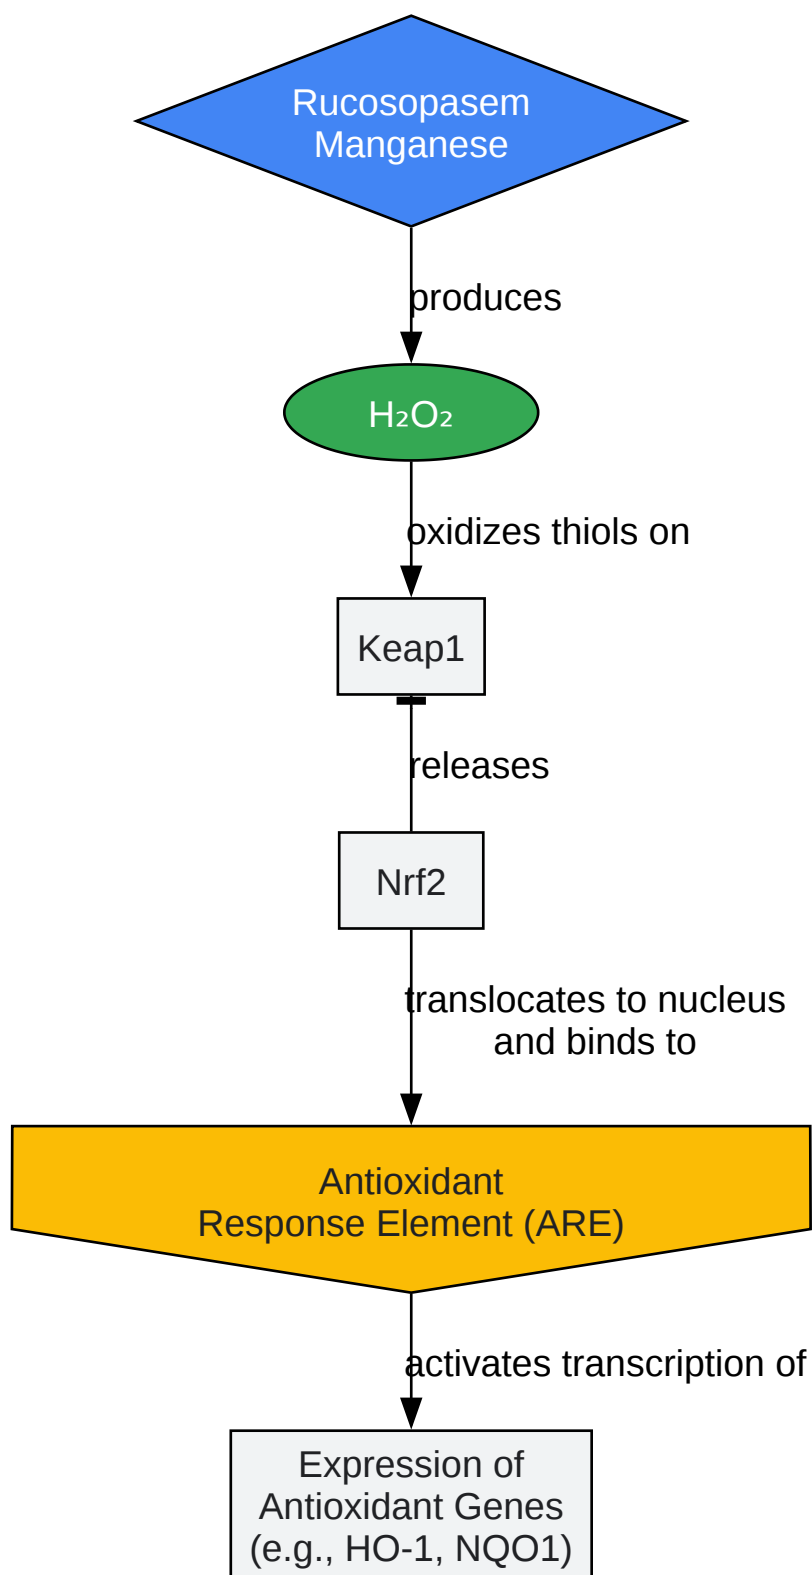 Rucosopasem
Manganese
produces
H₂O₂
oxidizes thiols on
Keap1
releases
Nrf2
translocates to nucleus
and binds to
Antioxidant
Response Element (ARE)
activates transcription of
Expression of
Antioxidant Genes
(e.g., HO-1, NQO1)